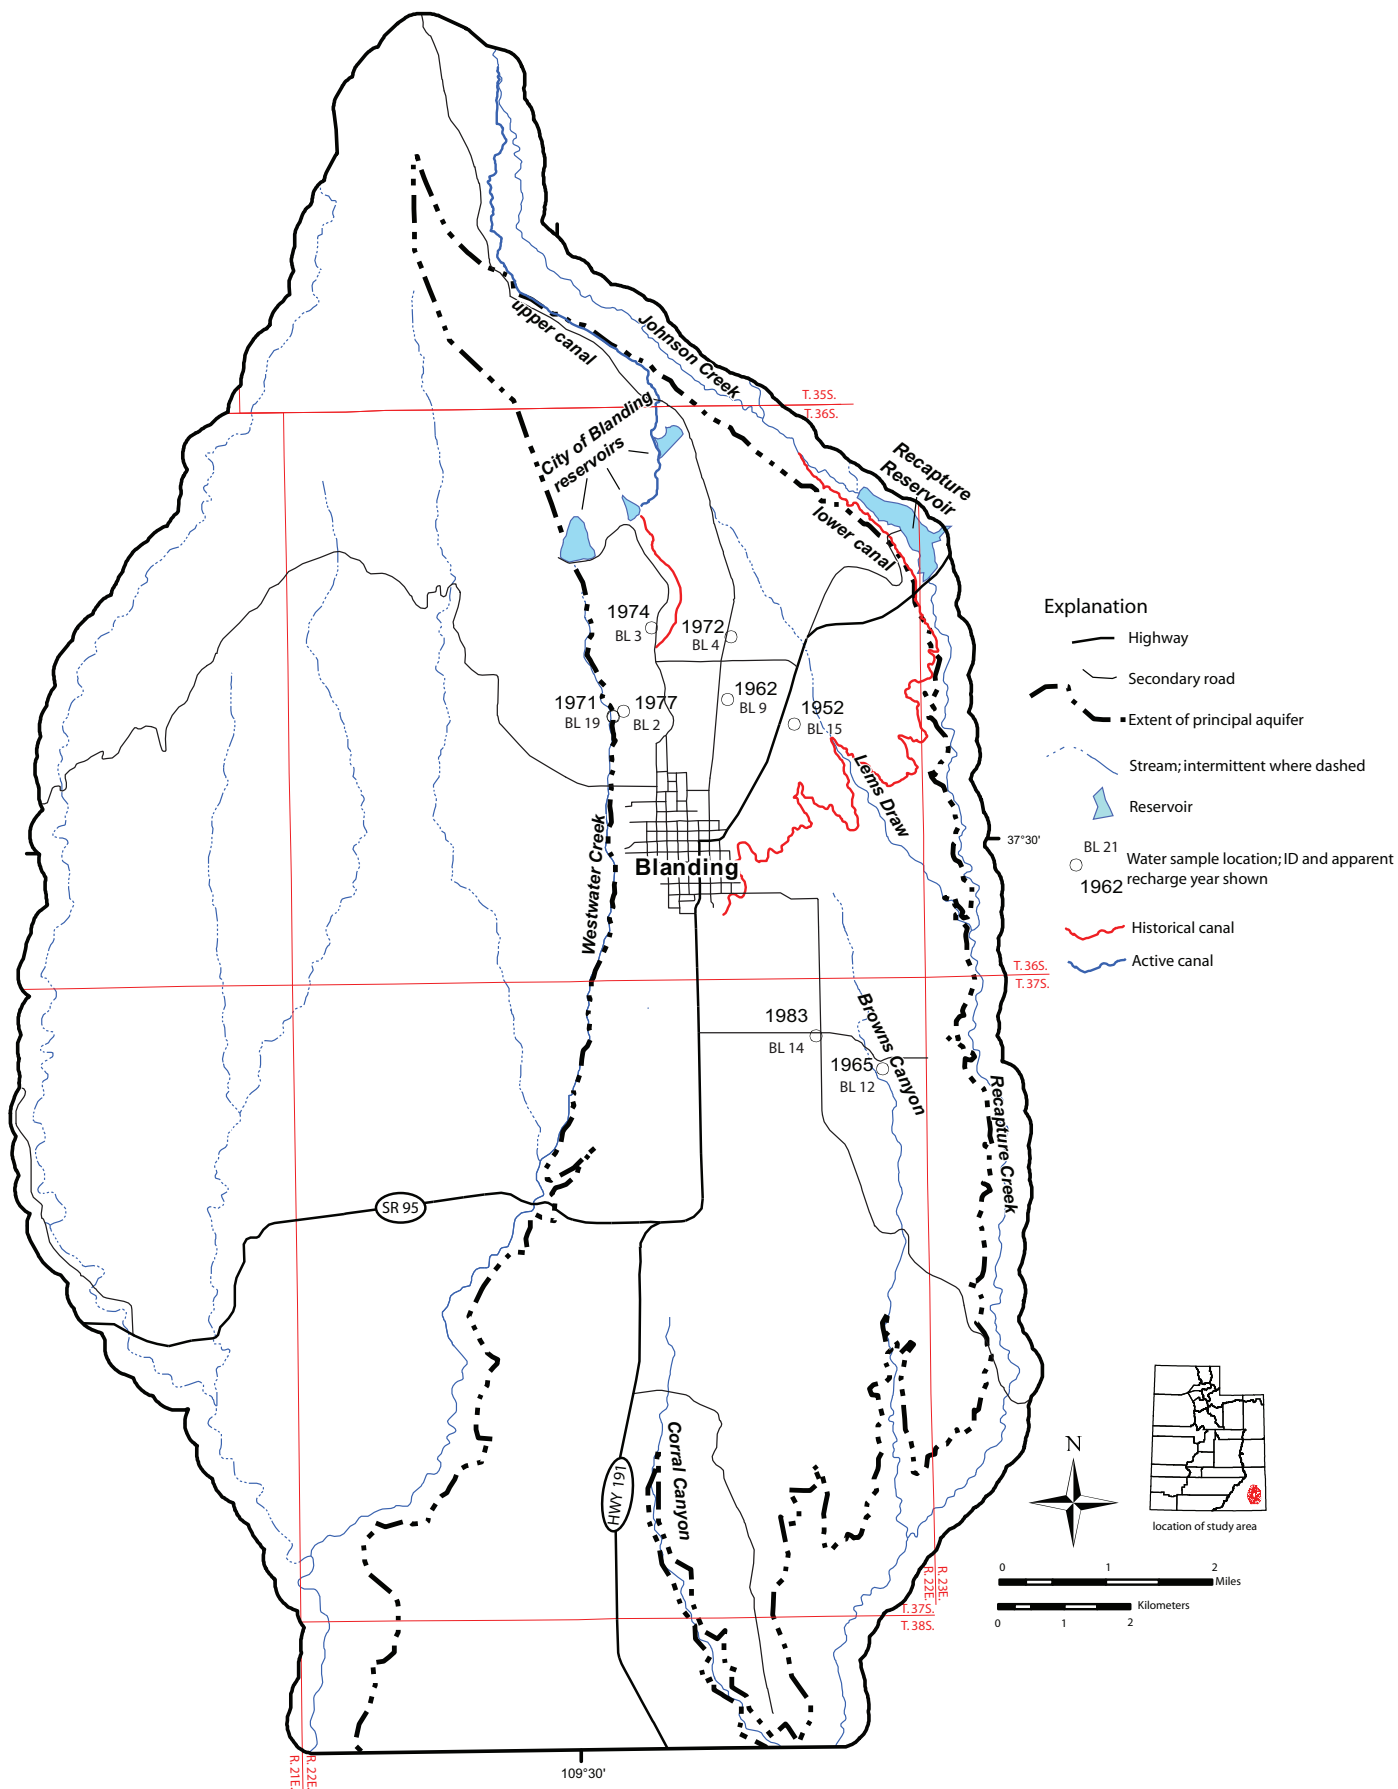 upper canal
Johnson Creek
T. 35S.
T. 36S.
City of Blanding
reservoirs
Recapture
Reservoir
lower canal
1974
BL 3
1972
BL 4
1971
BL 19
1977
BL 2
1962
BL 9
1952
BL 15
Lems Draw
Westwater Creek
Blanding
37°30'
T. 36S.
T. 37S.
Browns Canyon
1983
BL 14
1965
BL 12
Recapture Creek
SR 95
Corral Canyon
HWY 191
R. 22E.
R. 23E.
T. 37S.
T. 38S.
R. 21E.
R. 22E.
109°30'
Explanation
Highway
Secondary road
Extent of principal aquifer
Stream; intermittent where dashed
Reservoir
BL 21
1962
Water sample location; ID and apparent
recharge year shown
Historical canal
Active canal
N
location of study area
0 1 2
Miles
Kilometers
0 1 2